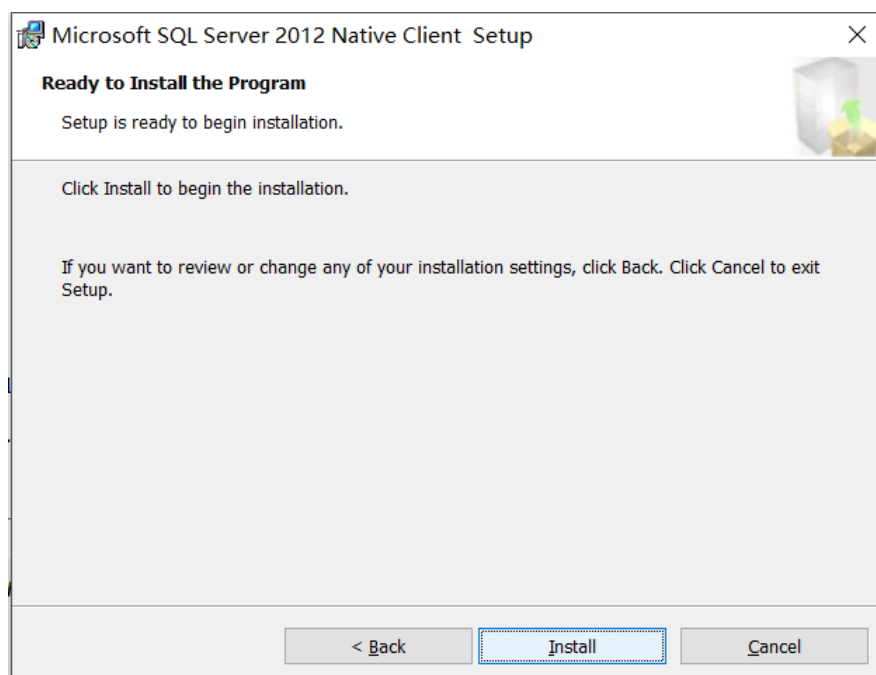 Microsoft SQL Server 2012 Native Client Setup
Ready to Install the Program
Setup is ready to begin installation.
Click Install to begin the installation.
If you want to review or change any of your installation settings, click Back. Click Cancel to exit
Setup.
< Back
Install
Cancel